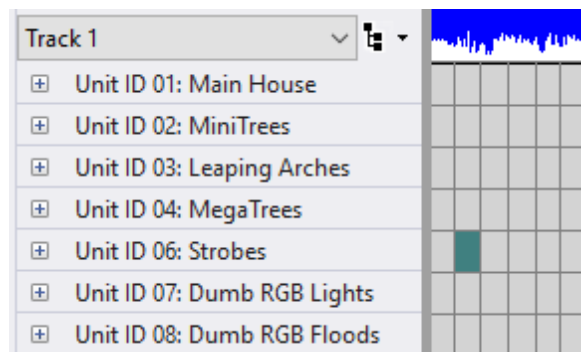 Track 1
Unit ID 01: Main House
Unit ID 02: MiniTrees
Unit ID 03: Leaping Arches
Unit ID 04: MegaTrees
Unit ID 06: Strobes
Unit ID 07: Dumb RGB Lights
Unit ID 08: Dumb RGB Floods